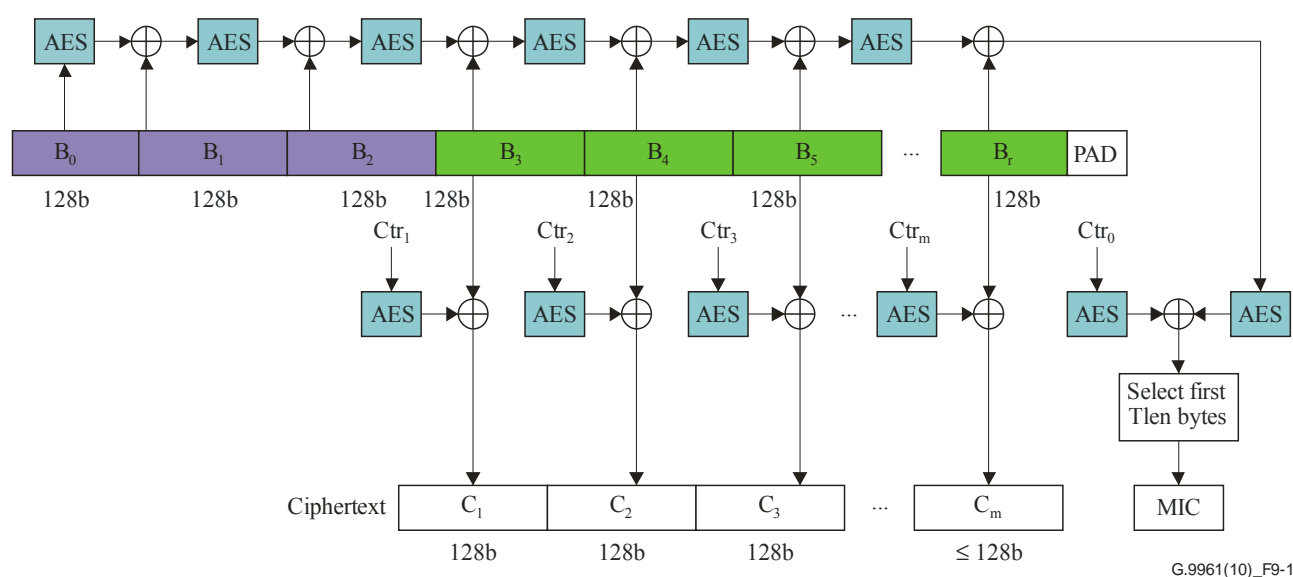 AES AES AES AES AES AES
B₀ B₁ B₂ B₃ B₄ B₅ ... Bᵣ PAD
128b 128b 128b 128b 128b 128b 128b
Ctr₁ Ctr₂ Ctr₃ Ctrₘ Ctr₀
AES AES AES ... AES AES AES
Select first
Tlen bytes
Ciphertext C₁ C₂ C₃ ... Cₘ MIC
128b 128b 128b ≤ 128b
G.9961(10)_F9-1